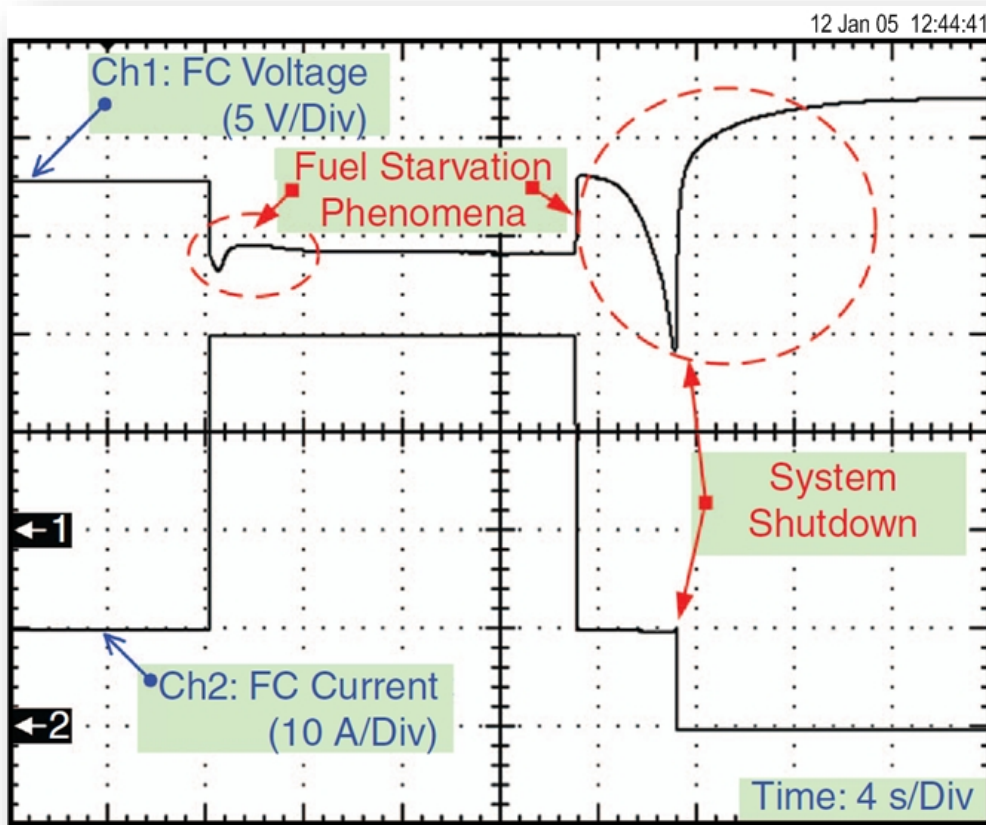 12 Jan 05 12:44:41
Ch1: FC Voltage
(5 V/Div)
Fuel Starvation
Phenomena
←1
System
Shutdown
Ch2: FC Current
(10 A/Div)
←2
Time: 4 s/Div